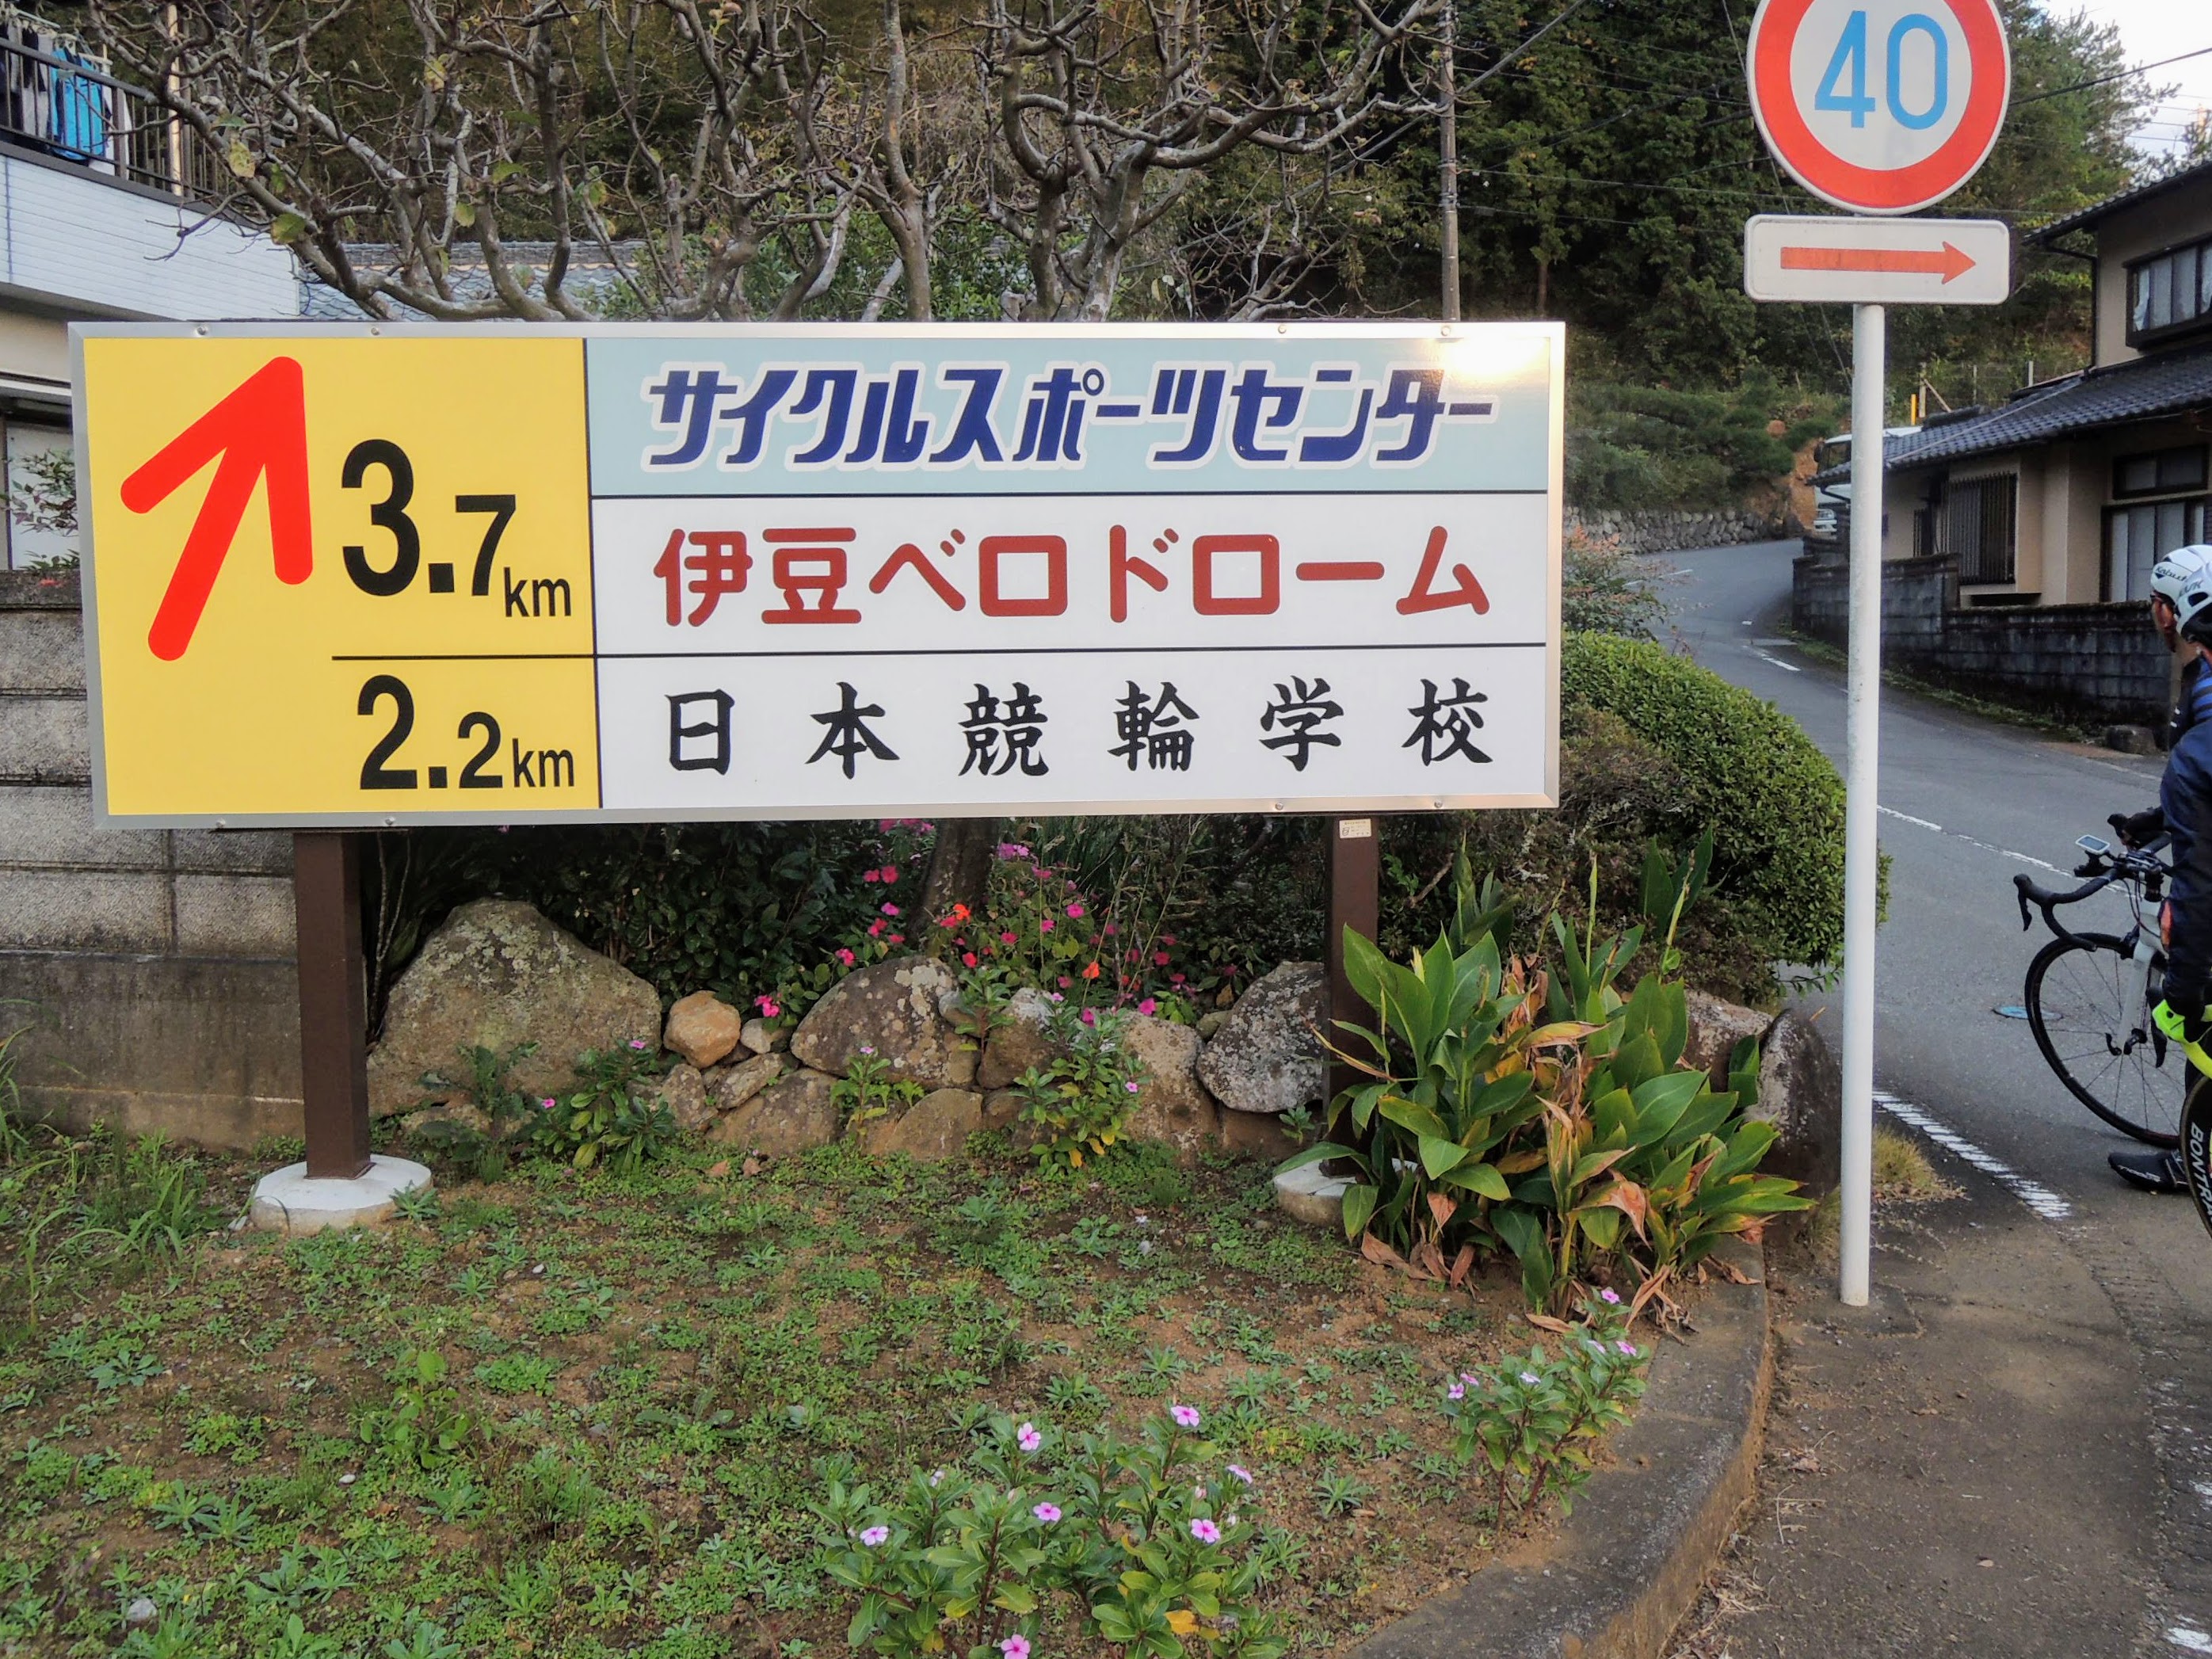 40
3.7km
サイクルスポーツセンター
伊豆ベロドローム
2.2km
日本競輪学校